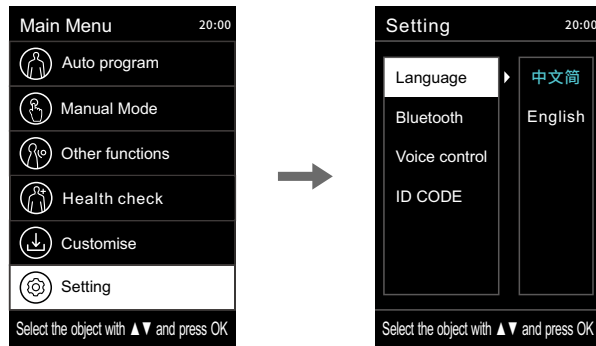 Main Menu 20:00
Auto program
Manual Mode
Other functions
Health check
Customise
Setting
Select the object with ▲▼ and press OK
Setting 20:00
Language
Bluetooth
Voice control
ID CODE
中文简
English
Select the object with ▲▼ and press OK